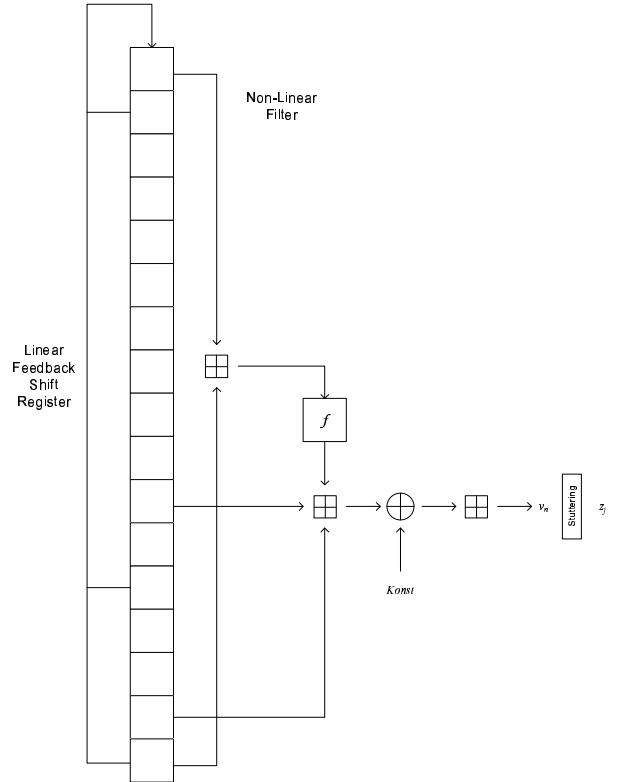 Non-Linear
Filter
Linear
Feedback
Shift
Register
f
v_n
Stuttering
z_j
Konst